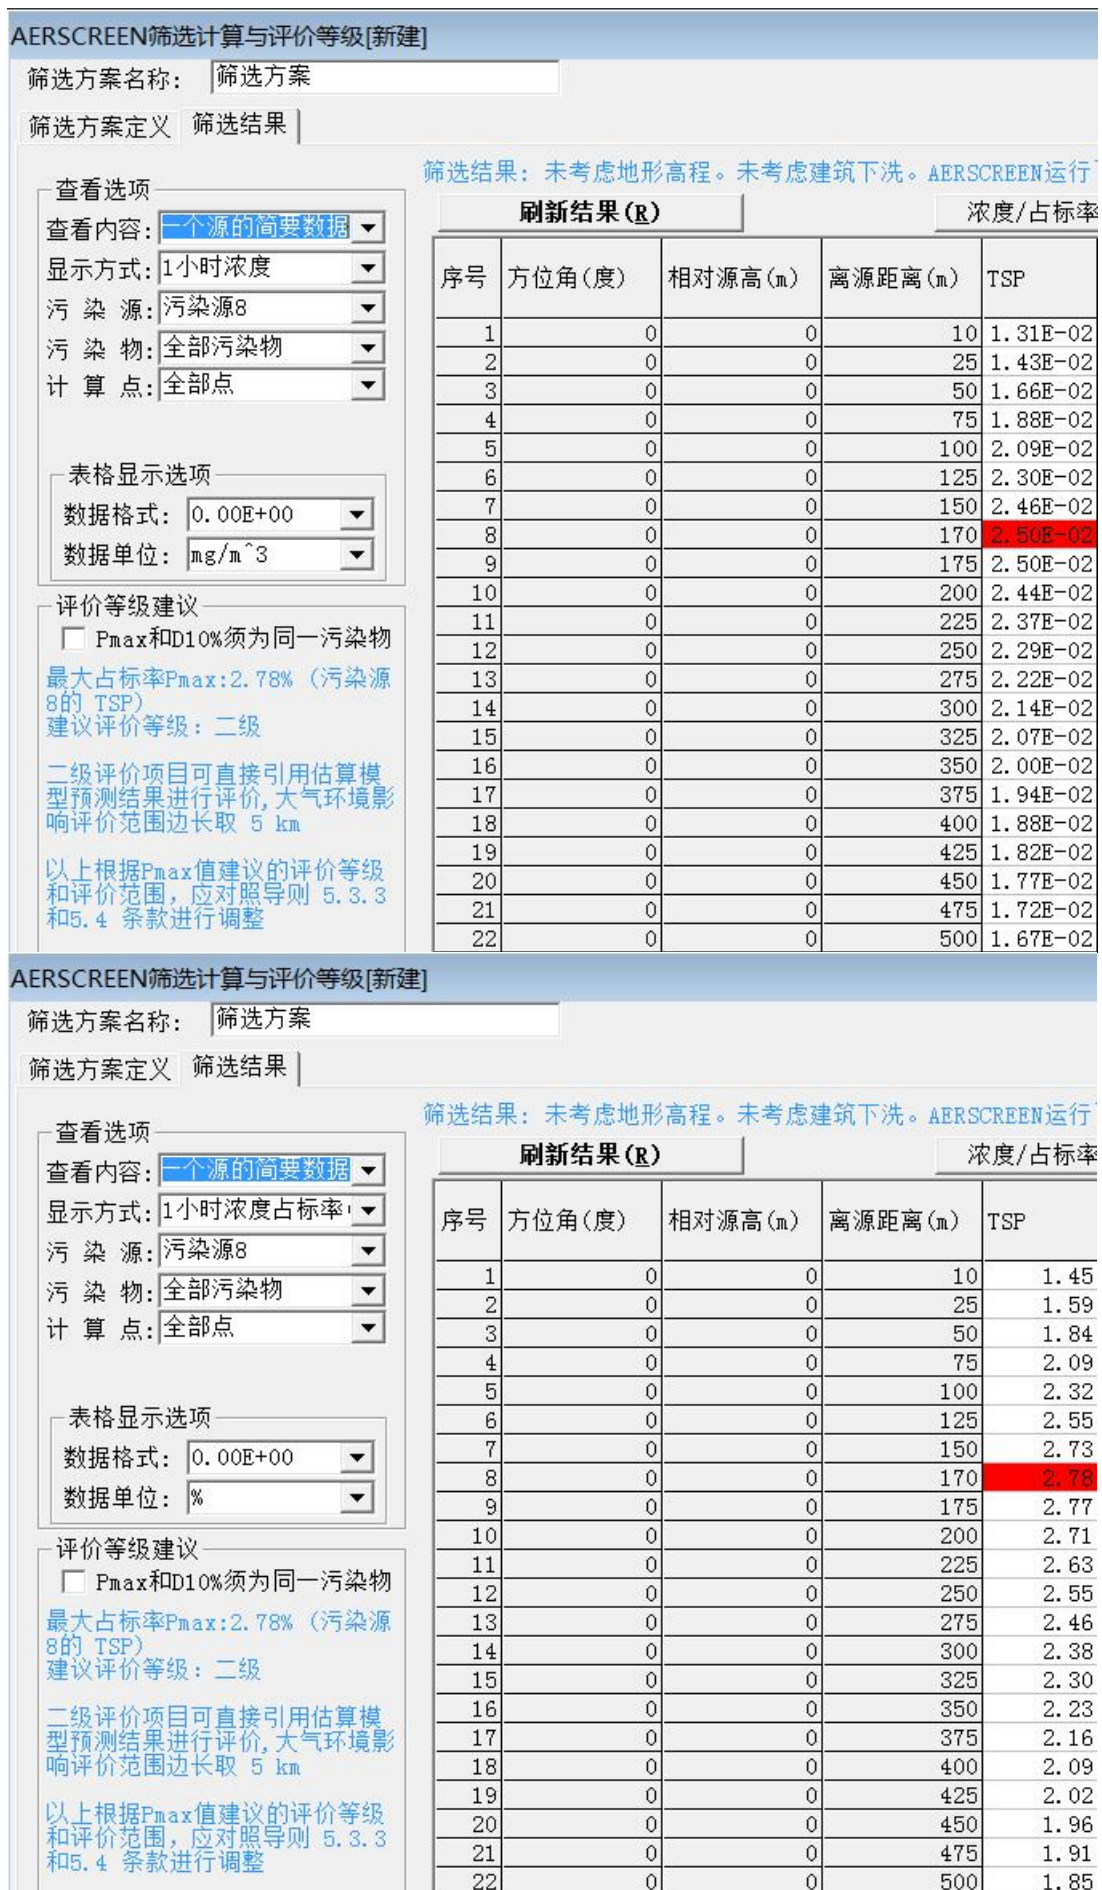 AERSCREEN筛选计算与评价等级[新建]
筛选方案名称: 筛选方案
筛选方案定义 筛选结果
筛选结果: 未考虑地形高程。未考虑建筑下洗。AERSCREEN运行
查看选项
查看内容: 一个源的简要数据
显示方式: 1小时浓度
污 染 源: 污染源8
污 染 物: 全部污染物
计 算 点: 全部点
表格显示选项
数据格式: 0.00E+00
数据单位: mg/m^3
评价等级建议
Pmax和D10%须为同一污染物
最大占标率Pmax:2.78% (污染源
8的 TSP)
建议评价等级: 二级
二级评价项目可直接引用估算模
型预测结果进行评价,大气环境影
响评价范围边长取 5 km
以上根据Pmax值建议的评价等级
和评价范围, 应对照导则 5.3.3
和5.4 条款进行调整
刷新结果(R) 浓度/占标率
序号 方位角(度) 相对源高(m) 离源距离(m) TSP
1 0 0 10 1.31E-02
2 0 0 25 1.43E-02
3 0 0 50 1.66E-02
4 0 0 75 1.88E-02
5 0 0 100 2.09E-02
6 0 0 125 2.30E-02
7 0 0 150 2.46E-02
8 0 0 170 2.50E-02
9 0 0 175 2.50E-02
10 0 0 200 2.44E-02
11 0 0 225 2.37E-02
12 0 0 250 2.29E-02
13 0 0 275 2.22E-02
14 0 0 300 2.14E-02
15 0 0 325 2.07E-02
16 0 0 350 2.00E-02
17 0 0 375 1.94E-02
18 0 0 400 1.88E-02
19 0 0 425 1.82E-02
20 0 0 450 1.77E-02
21 0 0 475 1.72E-02
22 0 0 500 1.67E-02
AERSCREEN筛选计算与评价等级[新建]
筛选方案名称: 筛选方案
筛选方案定义 筛选结果
筛选结果: 未考虑地形高程。未考虑建筑下洗。AERSCREEN运行
查看选项
查看内容: 一个源的简要数据
显示方式: 1小时浓度占标率
污 染 源: 污染源8
污 染 物: 全部污染物
计 算 点: 全部点
表格显示选项
数据格式: 0.00E+00
数据单位: %
评价等级建议
Pmax和D10%须为同一污染物
最大占标率Pmax:2.78% (污染源
8的 TSP)
建议评价等级: 二级
二级评价项目可直接引用估算模
型预测结果进行评价,大气环境影
响评价范围边长取 5 km
以上根据Pmax值建议的评价等级
和评价范围, 应对照导则 5.3.3
和5.4 条款进行调整
刷新结果(R) 浓度/占标率
序号 方位角(度) 相对源高(m) 离源距离(m) TSP
1 0 0 10 1.45
2 0 0 25 1.59
3 0 0 50 1.84
4 0 0 75 2.09
5 0 0 100 2.32
6 0 0 125 2.55
7 0 0 150 2.73
8 0 0 170 2.78
9 0 0 175 2.77
10 0 0 200 2.71
11 0 0 225 2.63
12 0 0 250 2.55
13 0 0 275 2.46
14 0 0 300 2.38
15 0 0 325 2.30
16 0 0 350 2.23
17 0 0 375 2.16
18 0 0 400 2.09
19 0 0 425 2.02
20 0 0 450 1.96
21 0 0 475 1.91
22 0 0 500 1.85